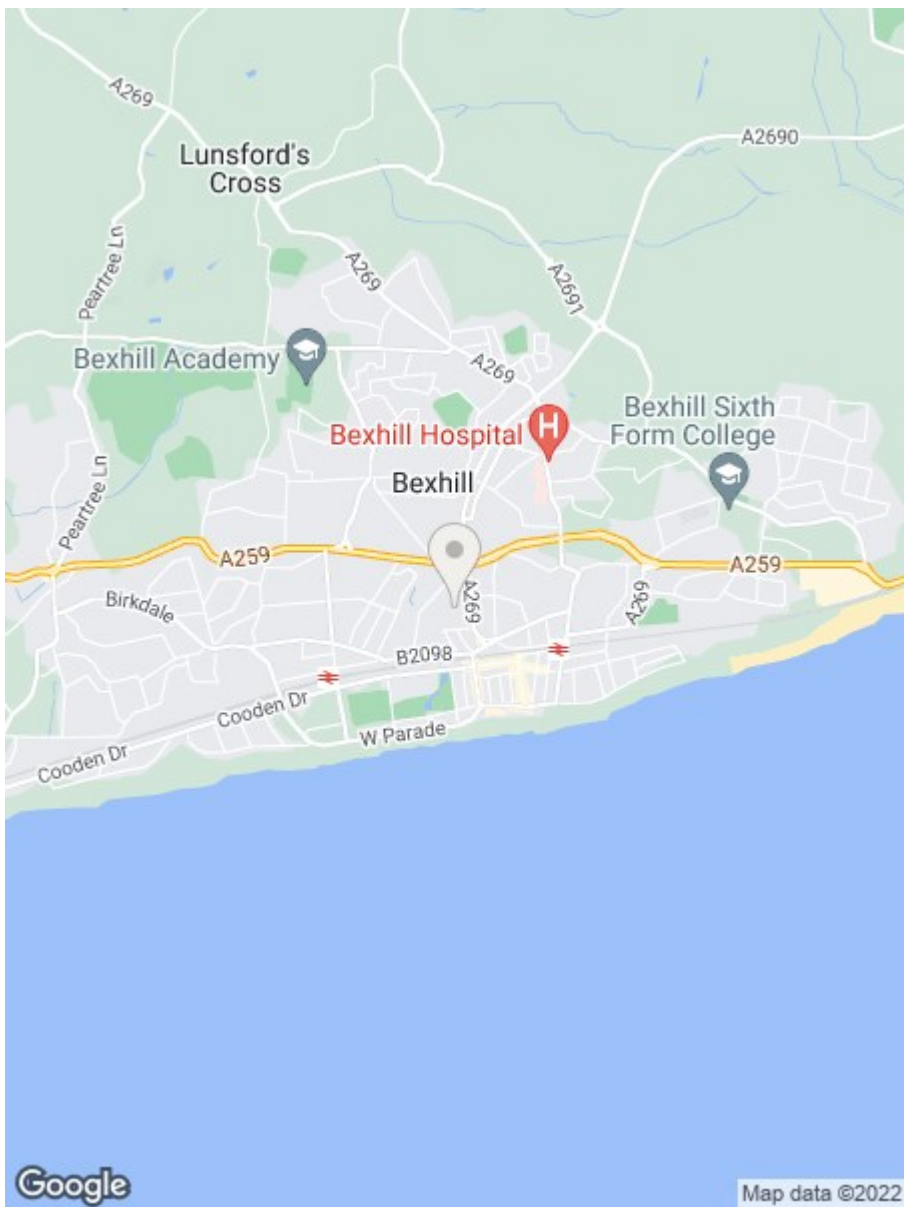 A269
A2690
Lunsford's
Cross
Peartree Ln
A269
A2691
Bexhill Academy
A269
Bexhill Sixth
Form College
Bexhill Hospital
H
Bexhill
Peartree Ln
A259
A259
Birkdale
A269
A269
B2098
Cooden Dr
W Parade
Cooden Dr
Google
Map data ©2022